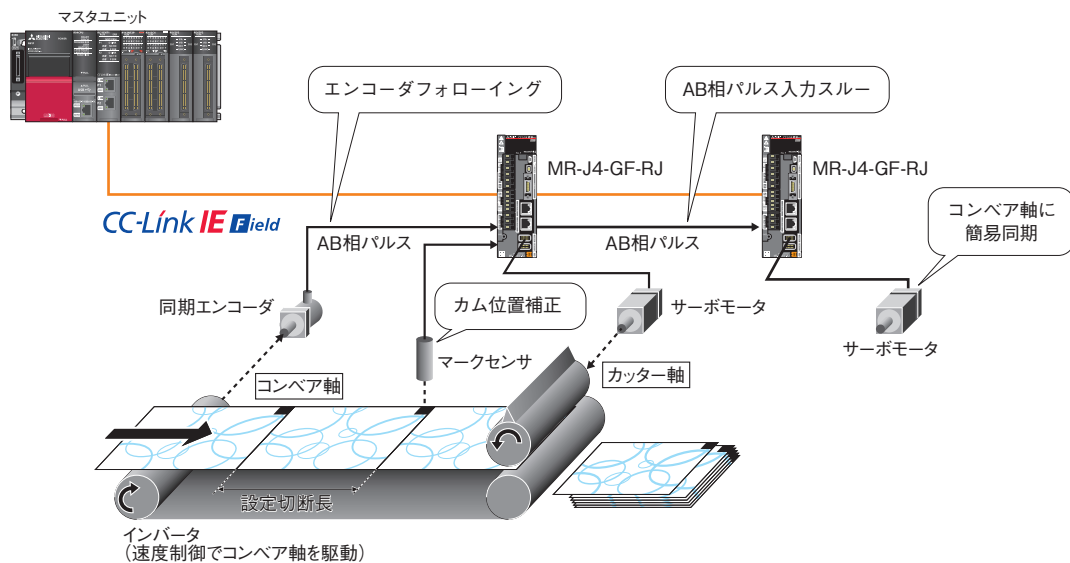 マスタユニット
エンコーダフォローイング
AB相パルス入力スルー
MR-J4-GF-RJ
MR-J4-GF-RJ
CC-Link IE Field
AB相パルス
AB相パルス
コンベア軸に
簡易同期
同期エンコーダ
カム位置補正
サーボモータ
マークセンサ
サーボモータ
コンベア軸
カッター軸
設定切断長
インバータ
（速度制御でコンベア軸を駆動）